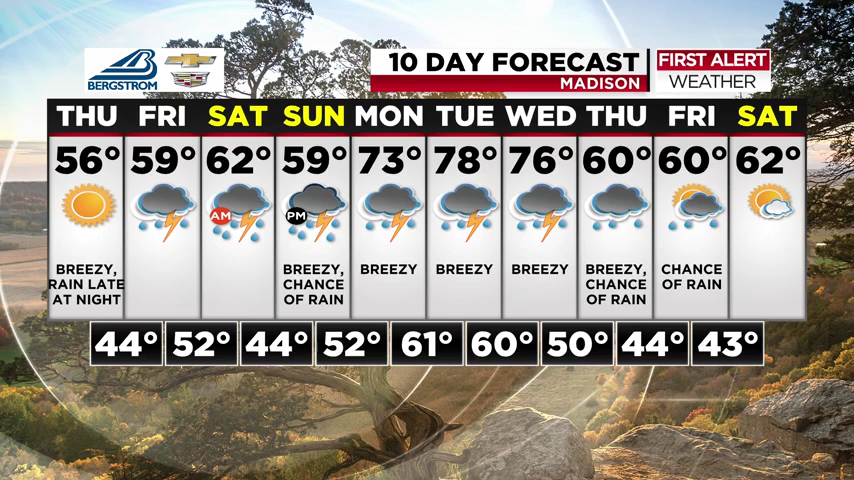 BERGSTROM
10 DAY FORECAST
MADISON
FIRST ALERT
WEATHER
THU FRI SAT SUN MON TUE WED THU FRI SAT
56° 59° 62° 59° 73° 78° 76° 60° 60° 62°
AM PM
BREEZY,
RAIN LATE
AT NIGHT
BREEZY,
CHANCE
OF RAIN
BREEZY
BREEZY
BREEZY
BREEZY,
CHANCE
OF RAIN
CHANCE
OF RAIN
44° 52° 44° 52° 61° 60° 50° 44° 43°